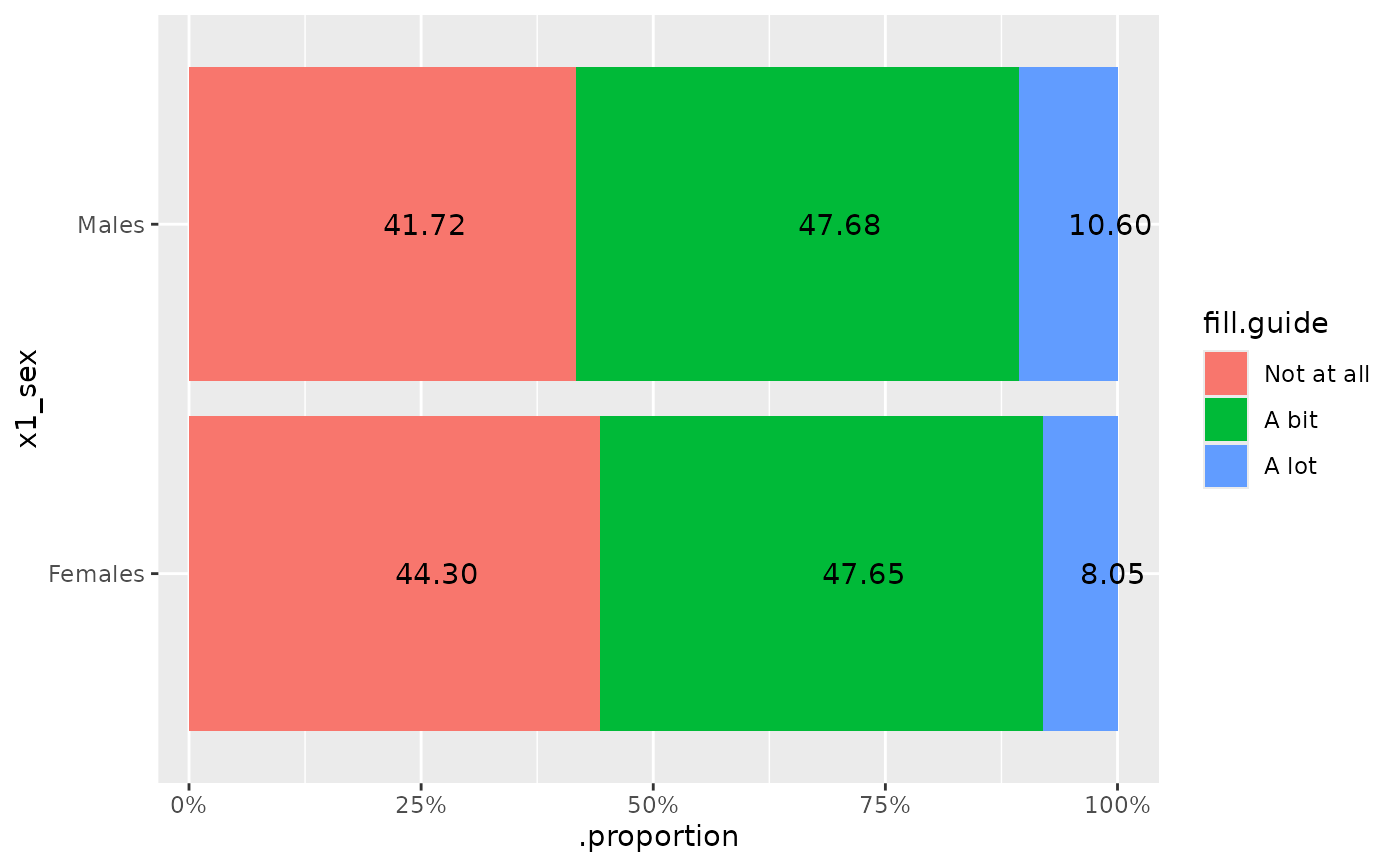 x1_sex
Males
41.72
47.68
10.60
Females
44.30
47.65
8.05
0%
25%
50%
75%
100%
.proportion
fill.guide
Not at all
A bit
A lot